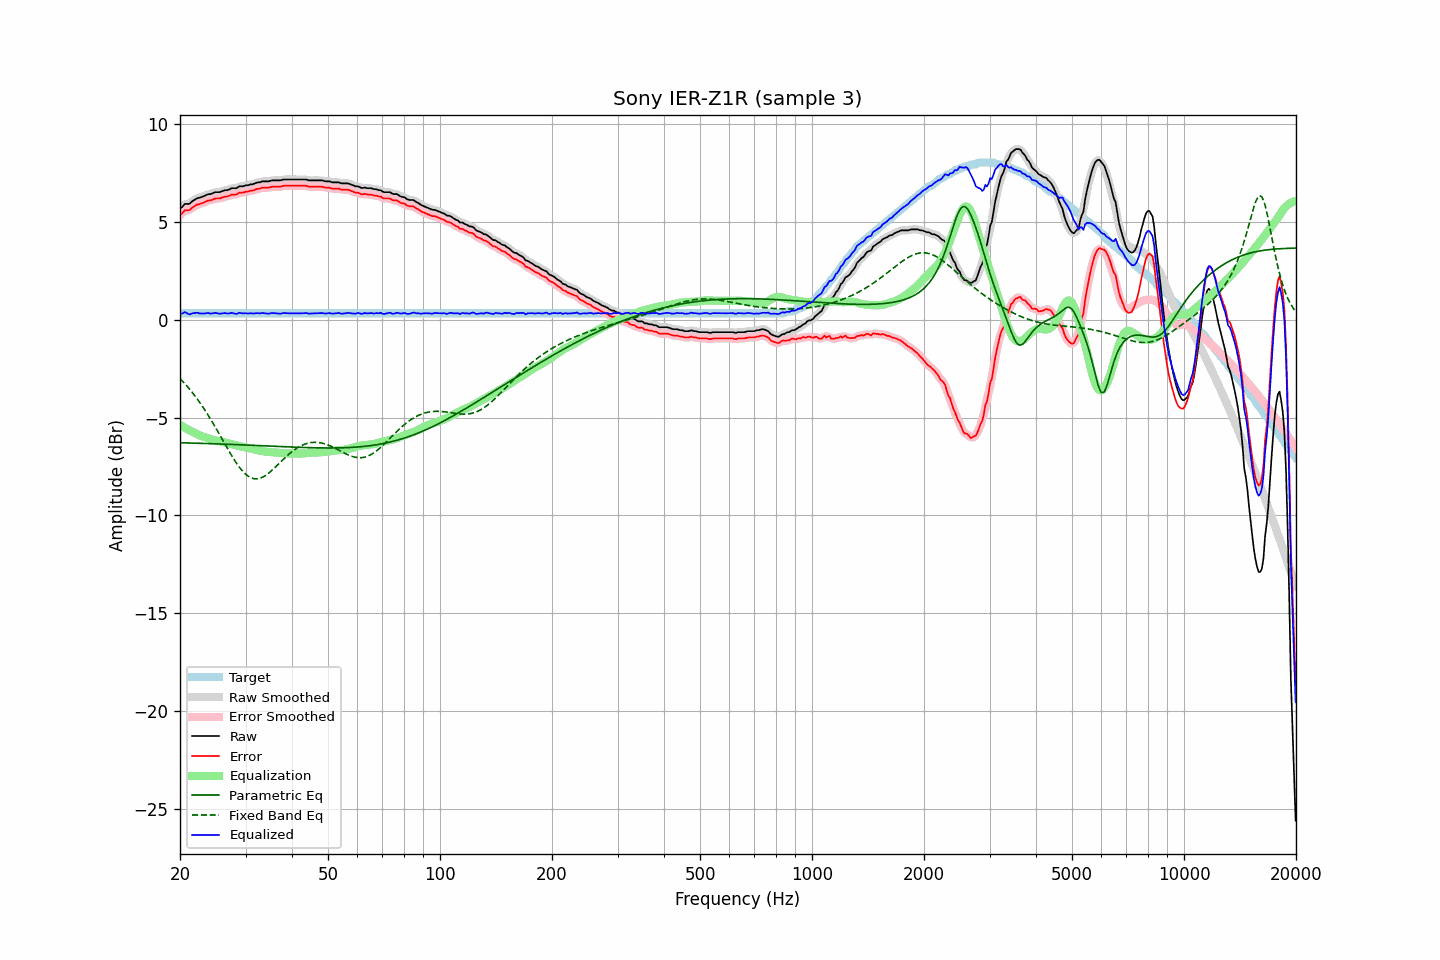 Sony IER-Z1R (sample 3)
10
5
0
−5
−10
−15
−20
−25
Amplitude (dBr)
Target
Raw Smoothed
Error Smoothed
Raw
Error
Equalization
Parametric Eq
Fixed Band Eq
Equalized
20 50 100 200 500 1000 2000 5000 10000 20000
Frequency (Hz)